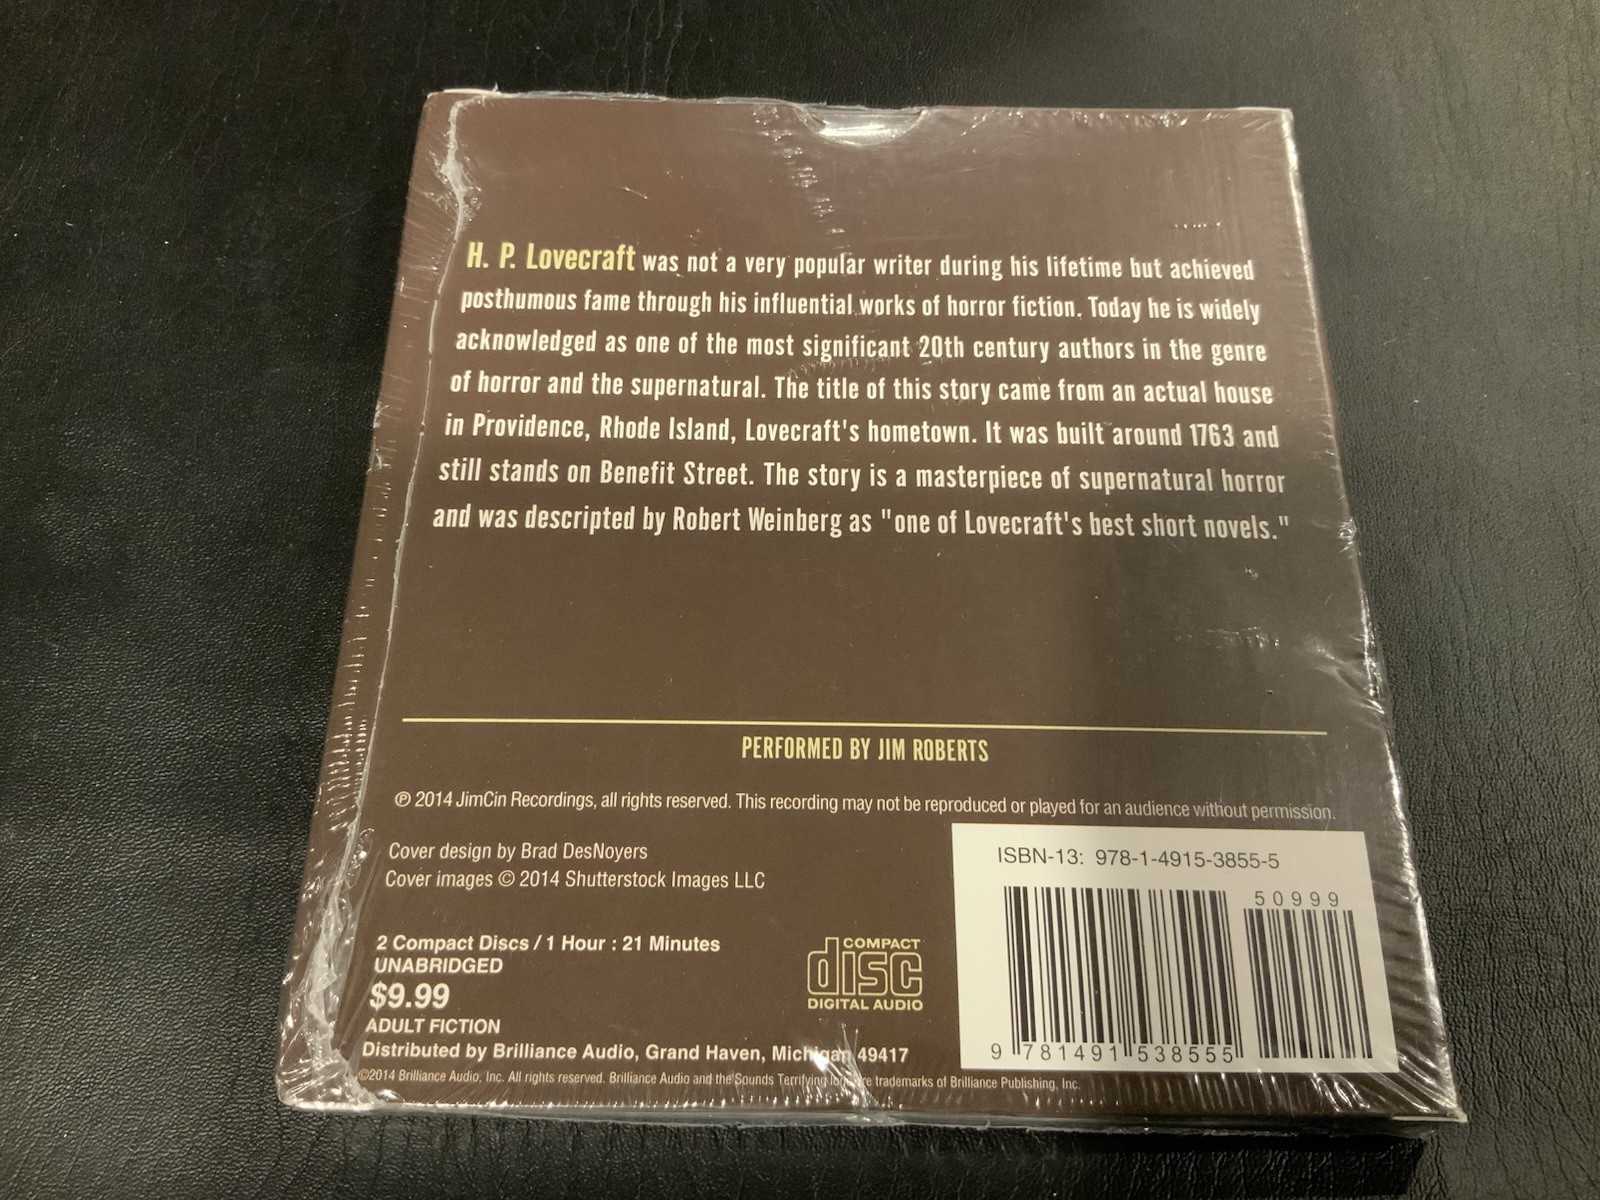 H. P. Lovecraft was not a very popular writer during his lifetime but achieved
posthumous fame through his influential works of horror fiction. Today he is widely
acknowledged as one of the most significant 20th century authors in the genre
of horror and the supernatural. The title of this story came from an actual house
in Providence, Rhode Island, Lovecraft's hometown. It was built around 1763 and
still stands on Benefit Street. The story is a masterpiece of supernatural horror
and was descripted by Robert Weinberg as "one of Lovecraft's best short novels."
PERFORMED BY JIM ROBERTS
℗ 2014 JimCin Recordings, all rights reserved. This recording may not be reproduced or played for an audience without permission.
Cover design by Brad DesNoyers
Cover images © 2014 Shutterstock Images LLC
2 Compact Discs / 1 Hour : 21 Minutes
UNABRIDGED
$9.99
ADULT FICTION
Distributed by Brilliance Audio, Grand Haven, Michigan 49417
©2014 Brilliance Audio, Inc. All rights reserved. Brilliance Audio and the Sounds Terrifying trademarks of Brilliance Publishing, Inc.
COMPACT
disc
DIGITAL AUDIO
ISBN-13: 978-1-4915-3855-5
50999
9 781491 538555